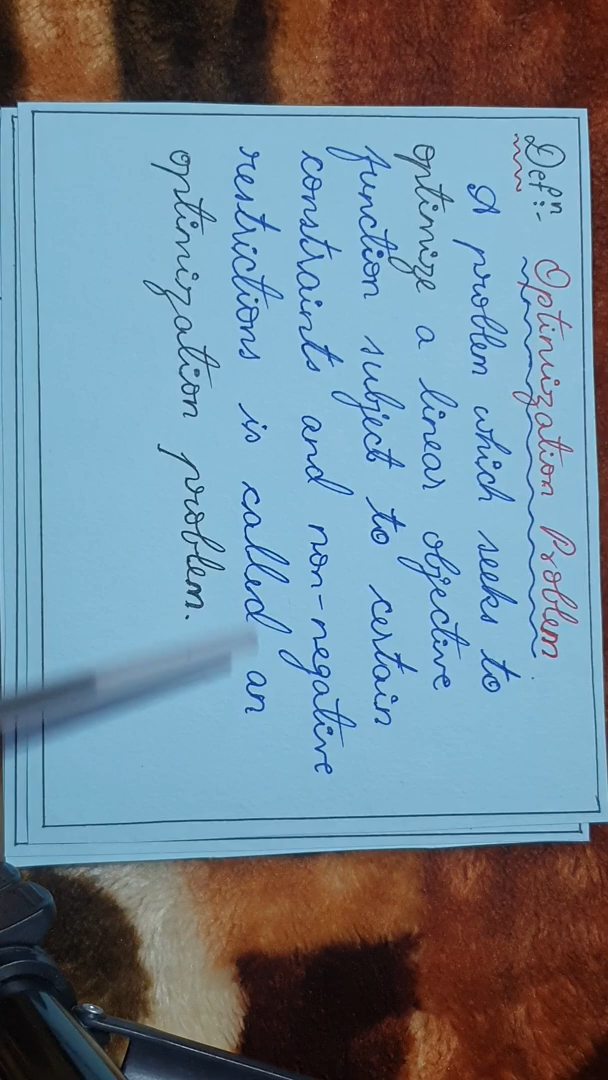 Defⁿ:- Optimization Problem
A problem which seeks to
optimize a linear objective
function subject to certain
constraints and non-negative
restrictions is called an
optimization problem.